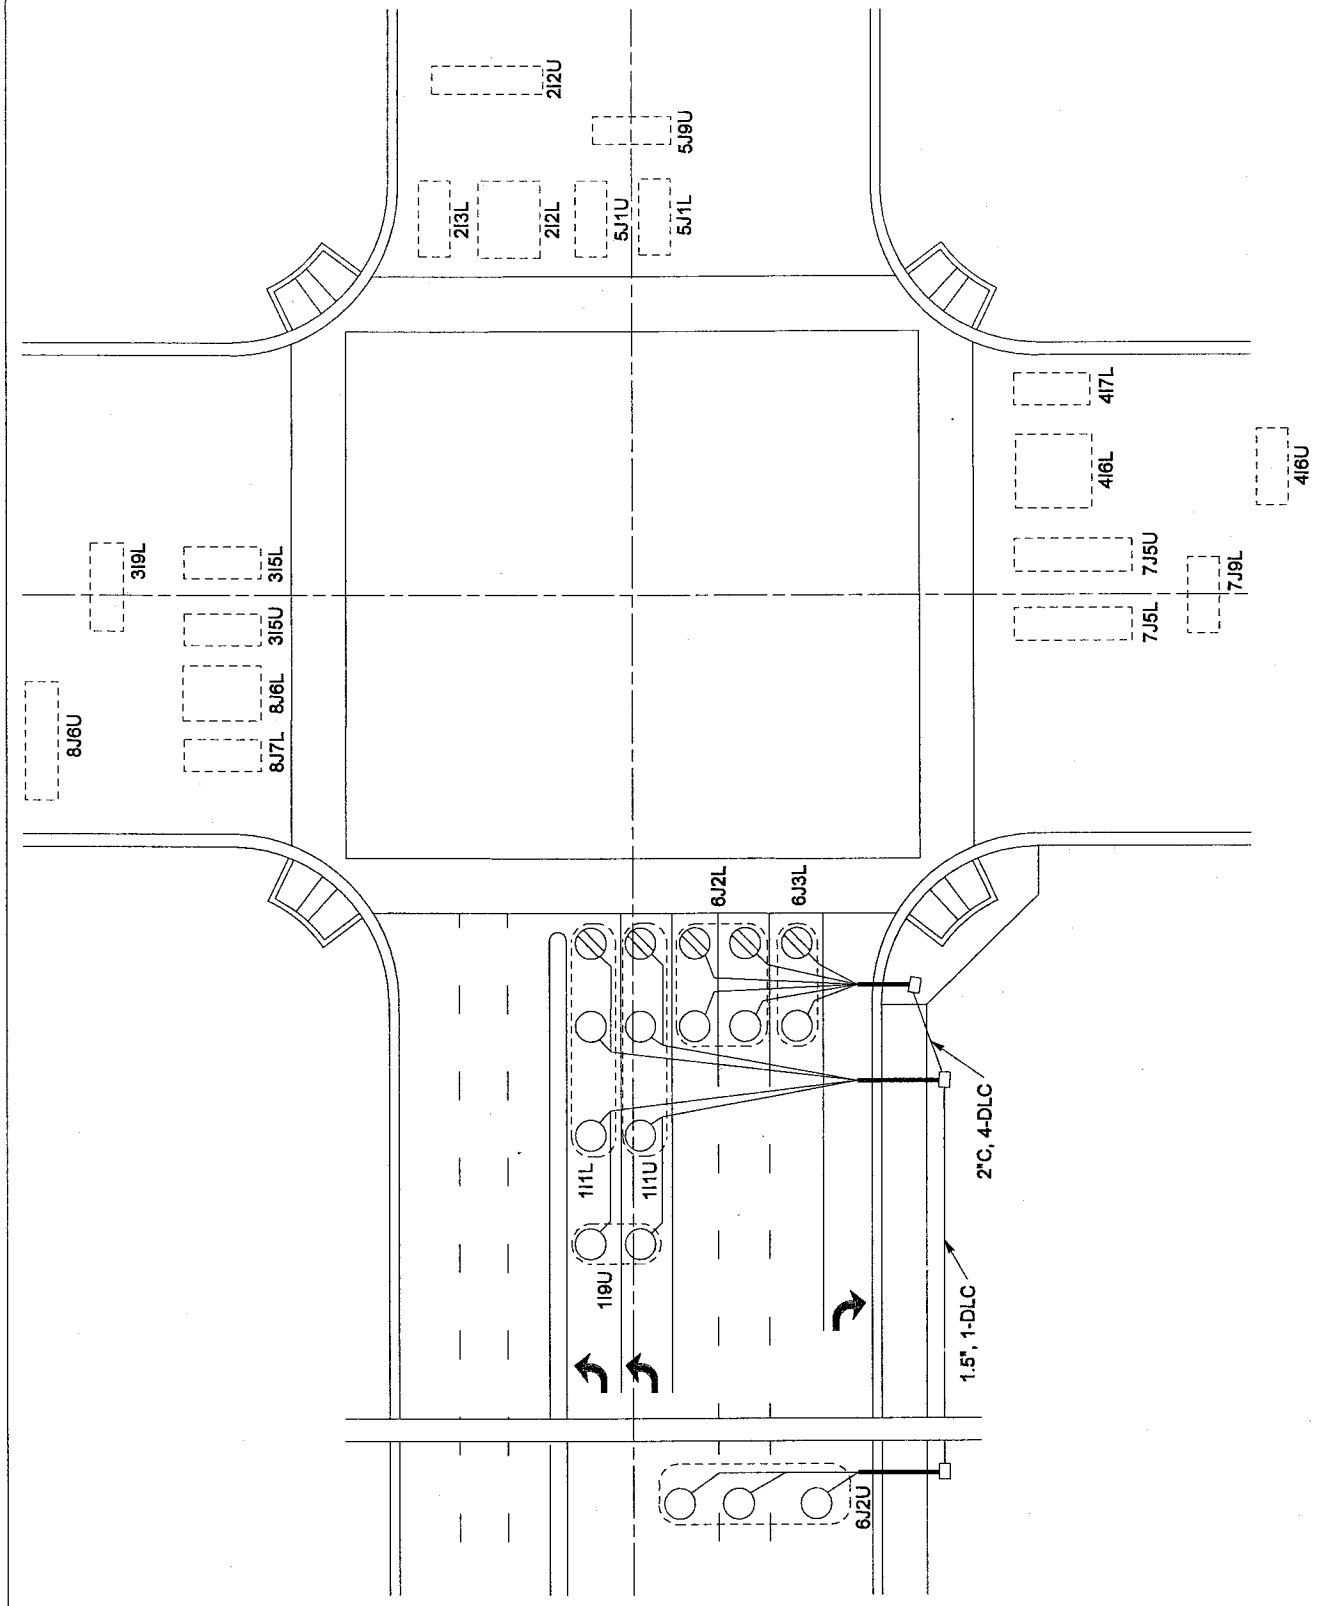 8J6U
3I9L
8J7L
8J6L
3I5U
3I5L
2I3L
2I2L
2I2U
1I1L
1I9U
5J1U
1I1U
5J1L
5J9U
6J2L
6J3L
6J2U
1.5", 1-DLC
2"C, 4-DLC
4I6L
4I7L
7J5L
7J5U
7J9L
4I6U